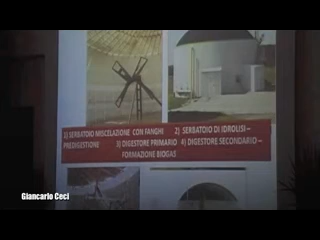 1) SERBATOIO MISCELAZIONE CON FANGHI 2) SERBATOIO DI IDROLISI –
PREDIGESTIONE 3) DIGESTORE PRIMARIO 4) DIGESTORE SECONDARIO –
FORMAZIONE BIOGAS
Giancarlo Ceci